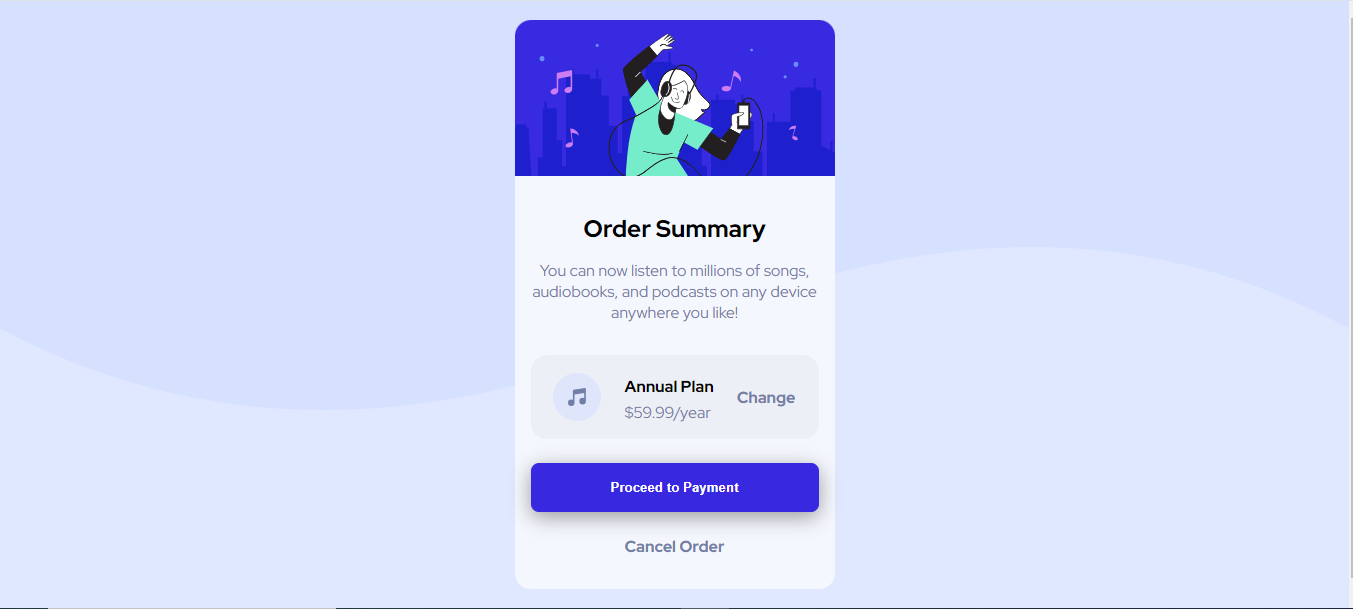 Order Summary
You can now listen to millions of songs,
audiobooks, and podcasts on any device
anywhere you like!
Annual Plan
$59.99/year
Change
Proceed to Payment
Cancel Order